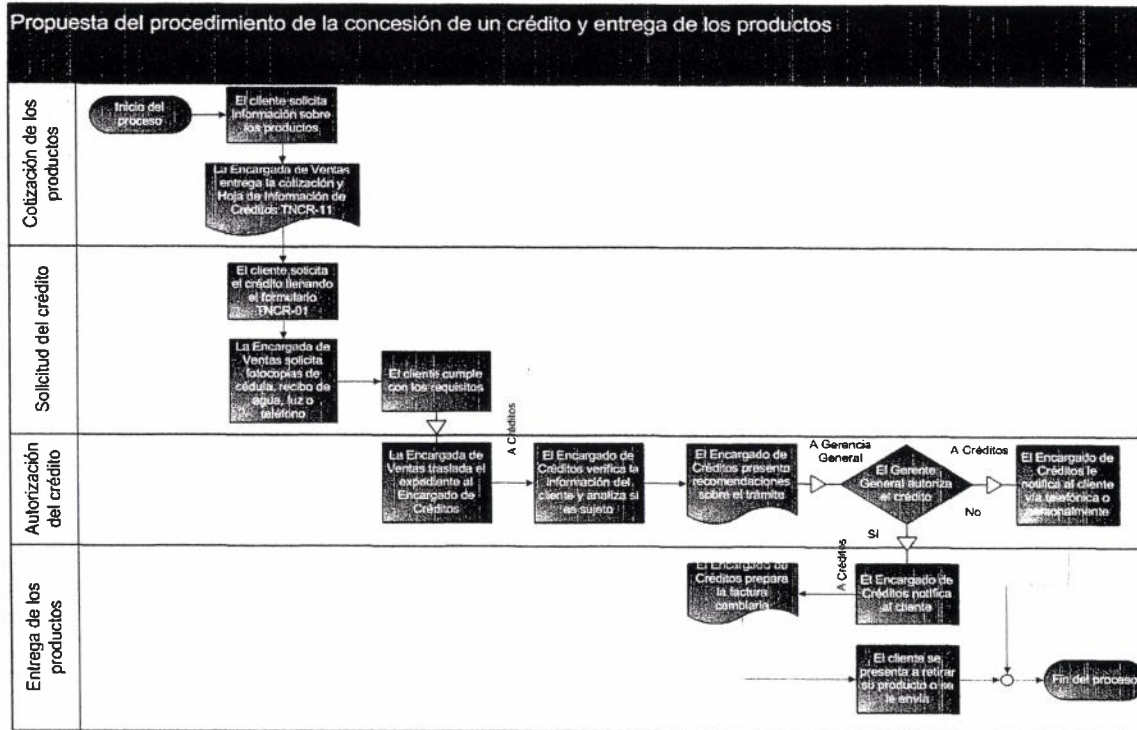 Propuesta del procedimiento de la concesión de un crédito y entrega de los productos
Cotización de los
productos
Inicio del
proceso
El cliente solicita
información sobre
los productos
La Encargada de Ventas
entrega la cotización y
Hoja de Información de
Créditos TNCR-11
Solicitud del crédito
El cliente solicita
el crédito llenando
el formulario
TNCR-01
La Encargada de
Ventas solicita
fotocopias de
cédula, recibo de
agua, luz o
teléfono
El cliente cumple
con los requisitos
A Créditos
Autorización
del crédito
La Encargada de
Ventas traslada el
expediente al
Encargado de
Créditos
El Encargado de
Créditos verifica la
información del
cliente y analiza si
es sujeto
El Encargado de
Créditos presenta
recomendaciones
sobre el trámite
A Gerencia
General
El Gerente
General autoriza
el crédito
A Créditos
No
El Encargado de
Créditos le
notifica al cliente
vía telefónica o
personalmente
SI
A Créditos
Entrega de los
productos
El Encargado de
Créditos prepara
la factura
cambiaria
El Encargado de
Créditos notifica
al cliente
El cliente se
presenta a retirar
su producto o se
le envía
Fin del proceso